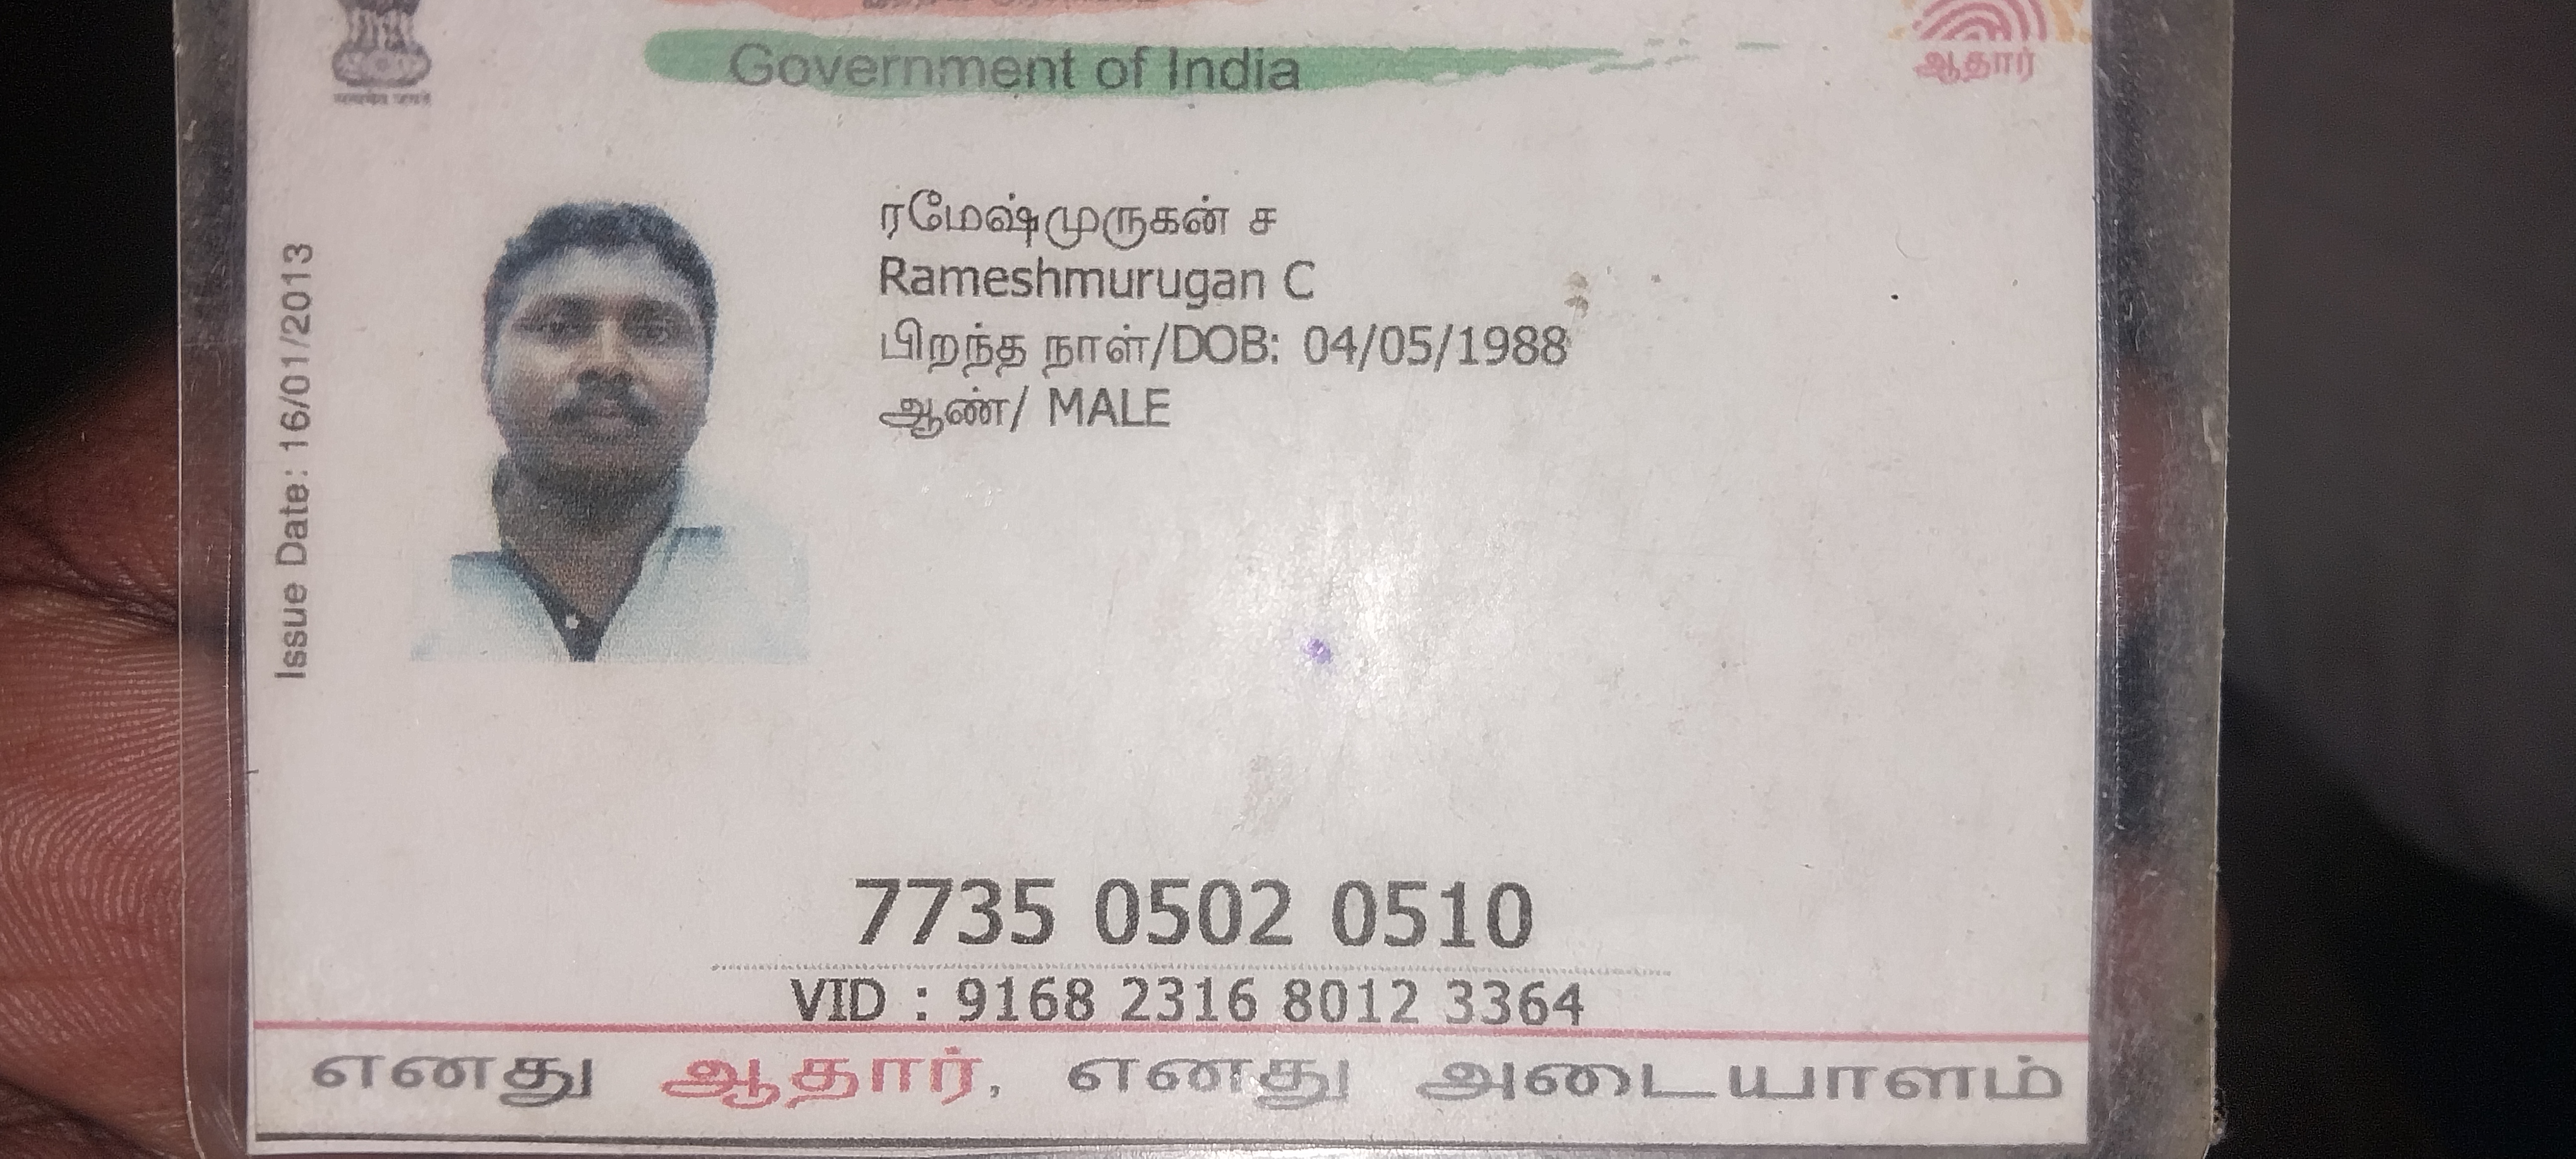 Government of India
ஆதார்
ரமேஷ்முருகன் ச
Rameshmurugan C
பிறந்த நாள்/DOB: 04/05/1988
ஆண்/ MALE
Issue Date: 16/01/2013
7735 0502 0510
VID : 9168 2316 8012 3364
எனது ஆதார், எனது அடையாளம்